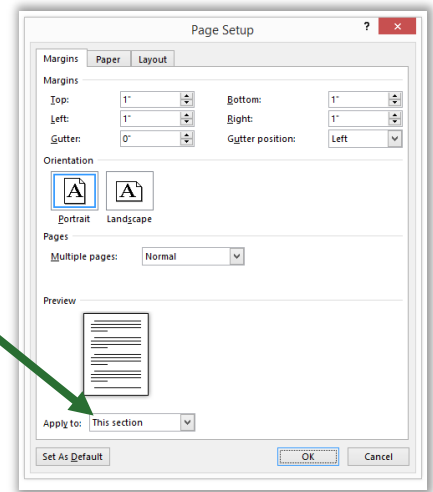 Page Setup ? ×
Margins Paper Layout
Margins
Top: 1" Bottom: 1"
Left: 1" Right: 1"
Gutter: 0" Gutter position: Left
Orientation
A A
Portrait Landscape
Pages
Multiple pages: Normal
Preview
Apply to: This section
Set As Default OK Cancel